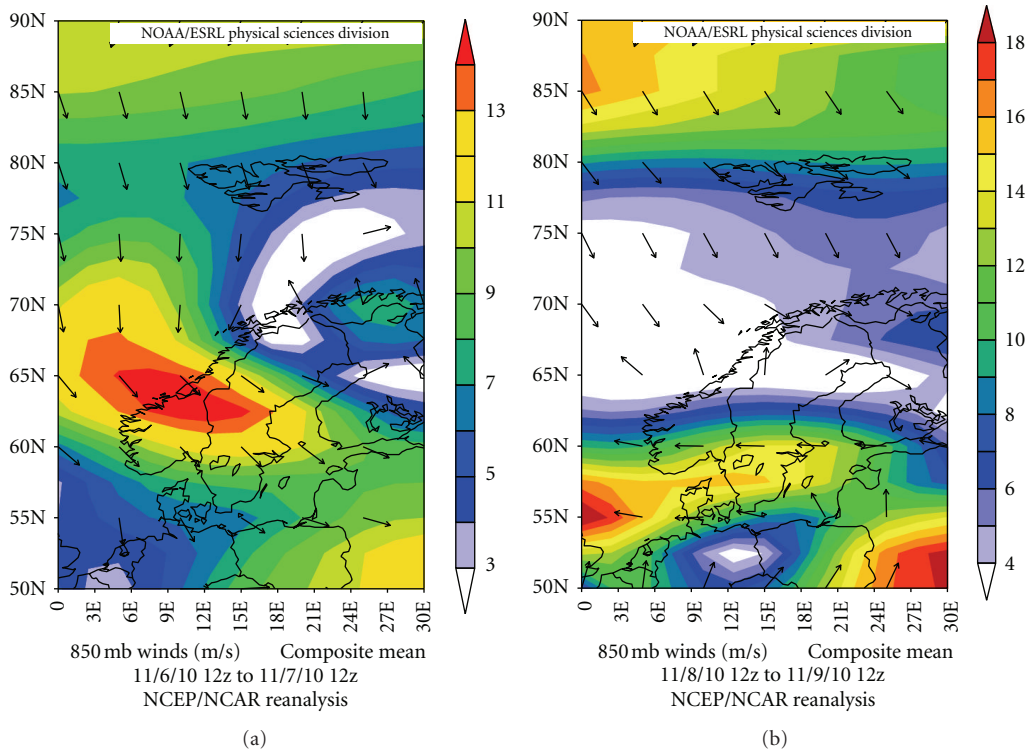 NOAA/ESRL physical sciences division
90N
85N
80N
75N
70N
65N
60N
55N
50N
0 3E 6E 9E 12E 15E 18E 21E 24E 27E 30E
13
11
9
7
5
3
850 mb winds (m/s) Composite mean
11/6/10 12z to 11/7/10 12z
NCEP/NCAR reanalysis
(a)
NOAA/ESRL physical sciences division
90N
85N
80N
75N
70N
65N
60N
55N
50N
0 3E 6E 9E 12E 15E 18E 21E 24E 27E 30E
18
16
14
12
10
8
6
4
850 mb winds (m/s) Composite mean
11/8/10 12z to 11/9/10 12z
NCEP/NCAR reanalysis
(b)